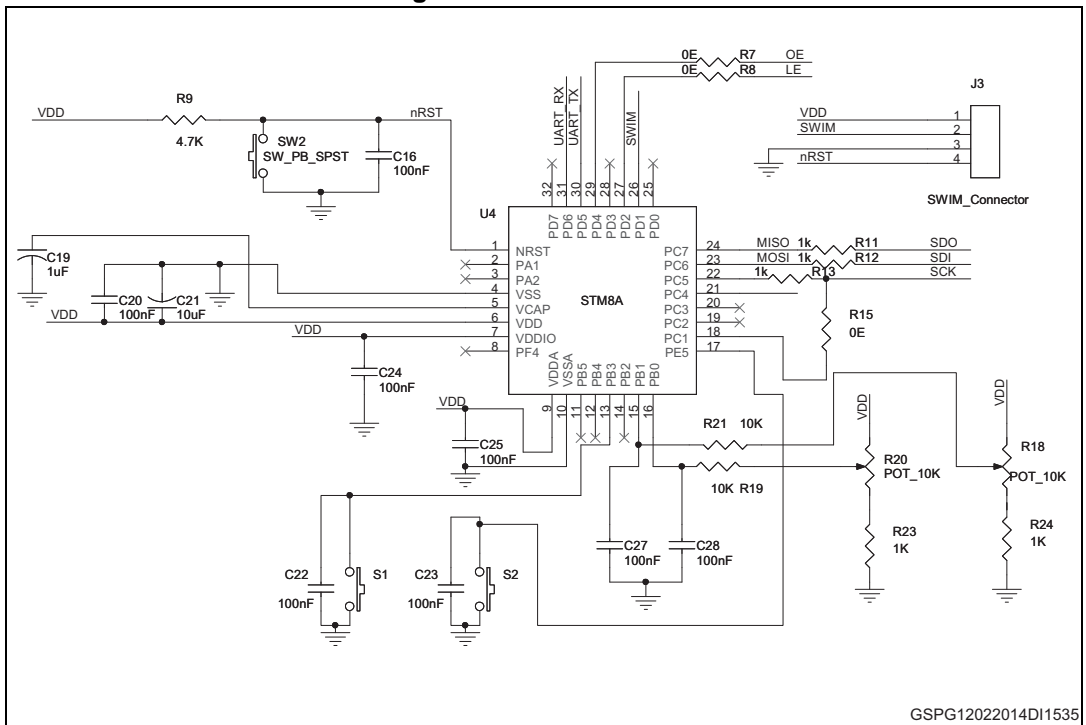 0E R7 OE
0E R8 LE
J3
R9
VDD
4.7K
nRST
SW2
SW_PB_SPST
C16
100nF
UART_RX
UART_TX
SWIM
VDD 1
SWIM 2
3
nRST 4
SWIM_Connector
32 31 30 29 28 27 26 25
PD7 PD6 PD5 PD4 PD3 PD2 PD1 PD0
U4
STM8A
1 NRST
2 PA1
3 PA2
4 VSS
5 VCAP
6 VDD
7 VDDIO
8 PF4
PC7 24 MISO 1k R11 SDO
PC6 23 MOSI 1k R12 SDI
PC5 22 1k R13 SCK
PC4 21
PC3 20
PC2 19
PC1 18
PE5 17
VDDA VSSA PB5 PB4 PB3 PB2 PB1 PB0
9 10 11 12 13 14 15 16
C19
1uF
C20
100nF
C21
10uF
VDD
VDD
C24
100nF
VDD
C25
100nF
R15
0E
R21 10K
10K R19
VDD
R20
POT_10K
R23
1K
VDD
R18
POT_10K
R24
1K
C27
100nF
C28
100nF
C22
100nF
S1
C23
100nF
S2
GSPG12022014DI1535